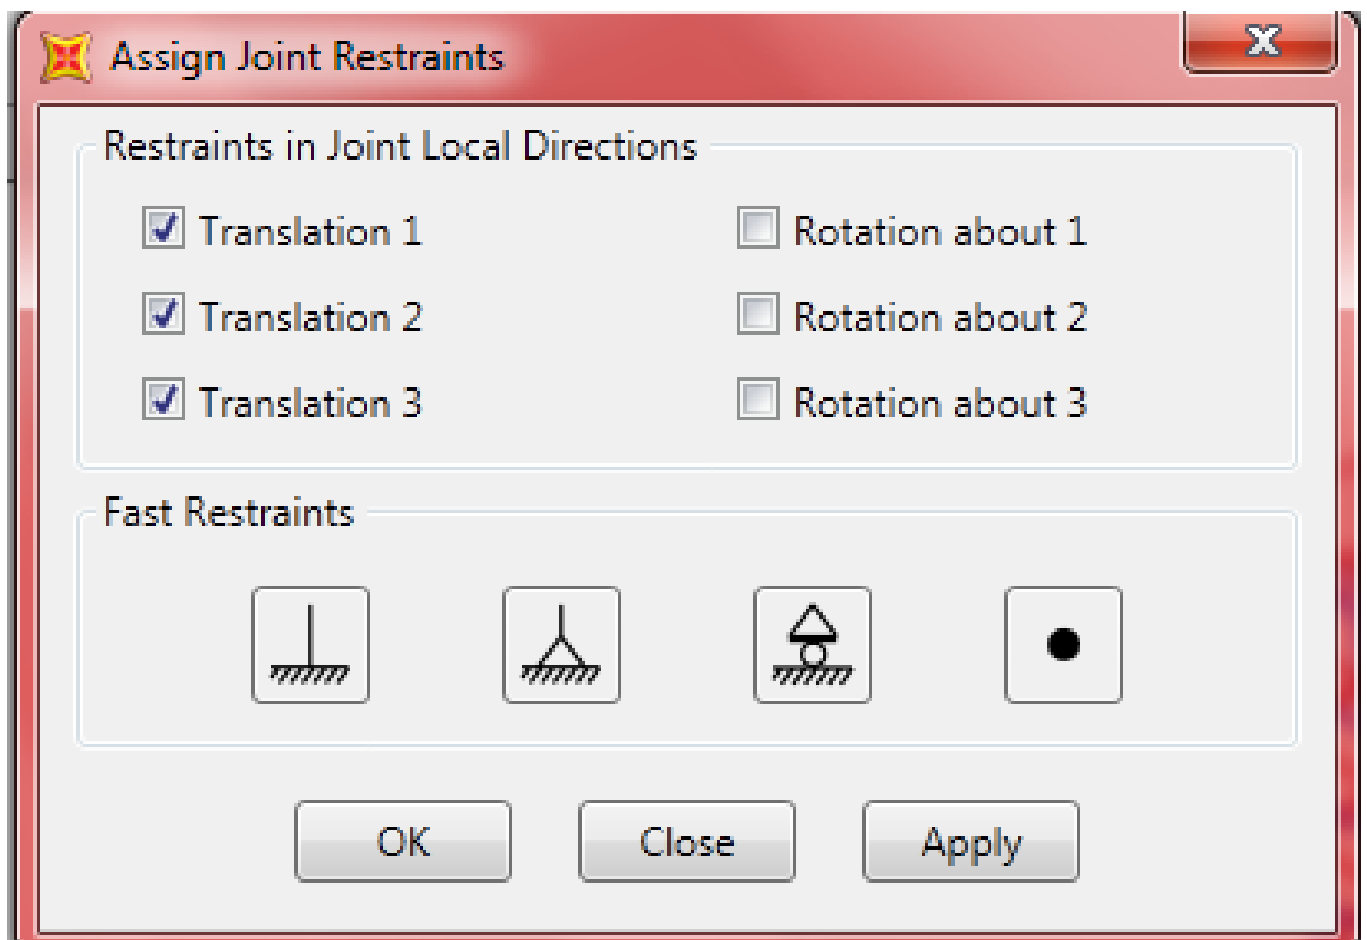 Assign Joint Restraints
Restraints in Joint Local Directions
Translation 1 Rotation about 1
Translation 2 Rotation about 2
Translation 3 Rotation about 3
Fast Restraints
OK Close Apply